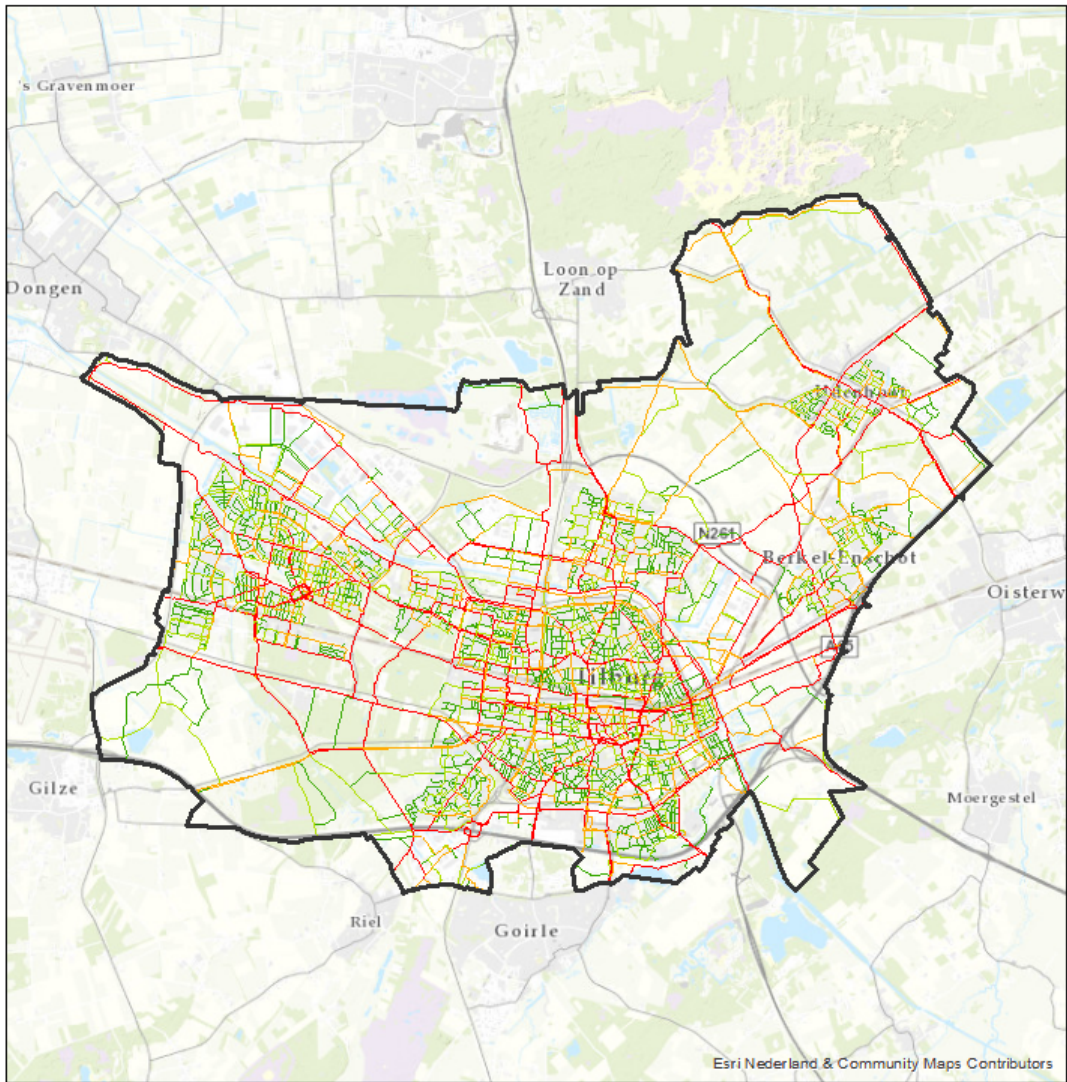 's Gravenmoer
Loon op
Zand
Dongen
N261
Berkel-Enschot
Oisterw
Tilburg
Gilze
Moergestel
Riel
Goirle
Esri Nederland & Community Maps Contributors